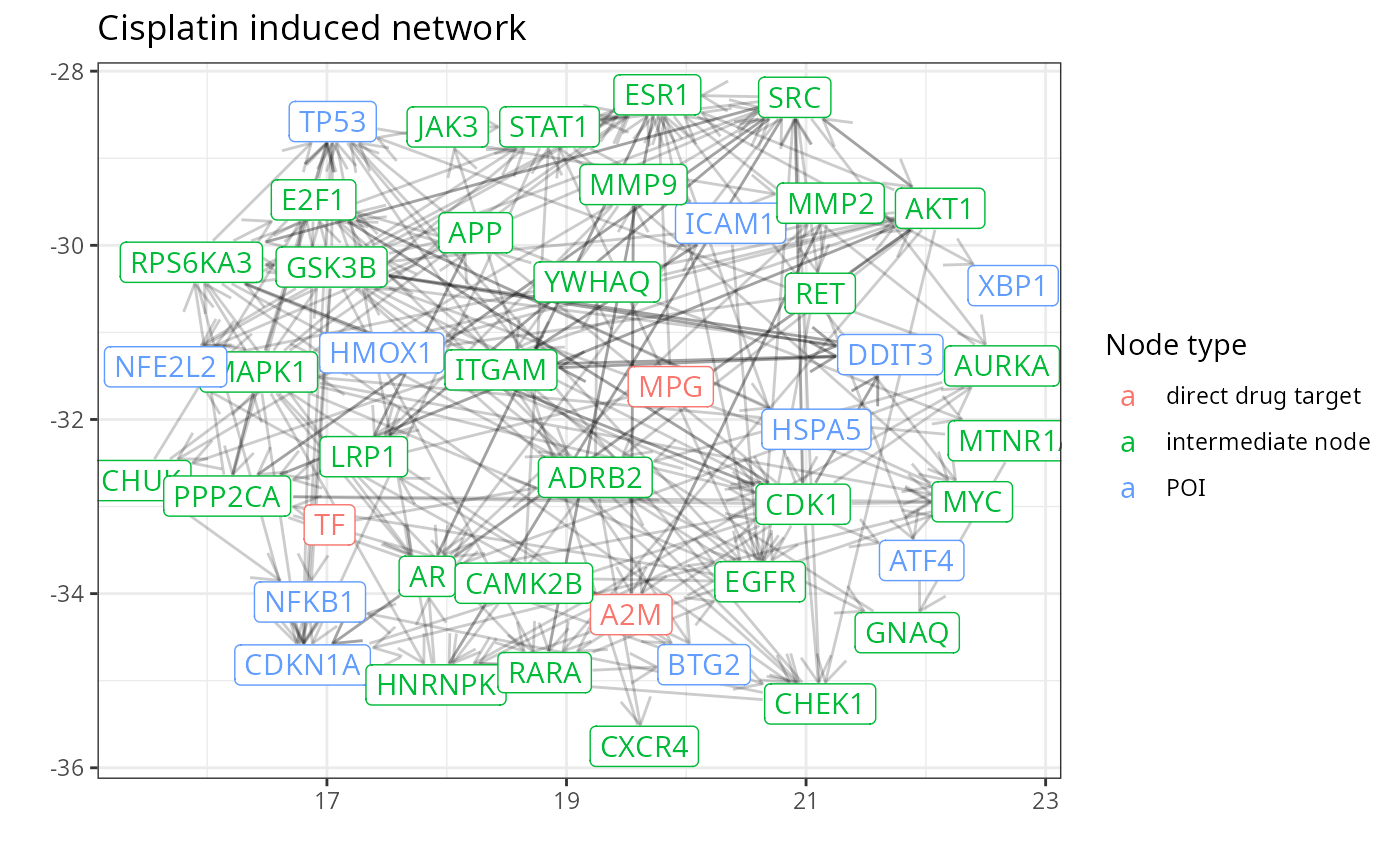 Cisplatin induced network
-28
ESR1
SRC
TP53
JAK3
STAT1
MMP9
E2F1
MMP2
AKT1
ICAM1
APP
-30
RPS6KA3
GSK3B
YWHAQ
XBP1
RET
HMOX1
DDIT3
NFE2L2
MAPK1
ITGAM
AURKA
MPG
-32
HSPA5
MTNR1
LRP1
CHUK
PPP2CA
ADRB2
CDK1
MYC
TF
ATF4
AR
CAMK2B
EGFR
-34
NFKB1
A2M
GNAQ
CDKN1A
HNRNPK
RARA
BTG2
CHEK1
CXCR4
-36
17
19
21
23
Node type
a direct drug target
a intermediate node
a POI